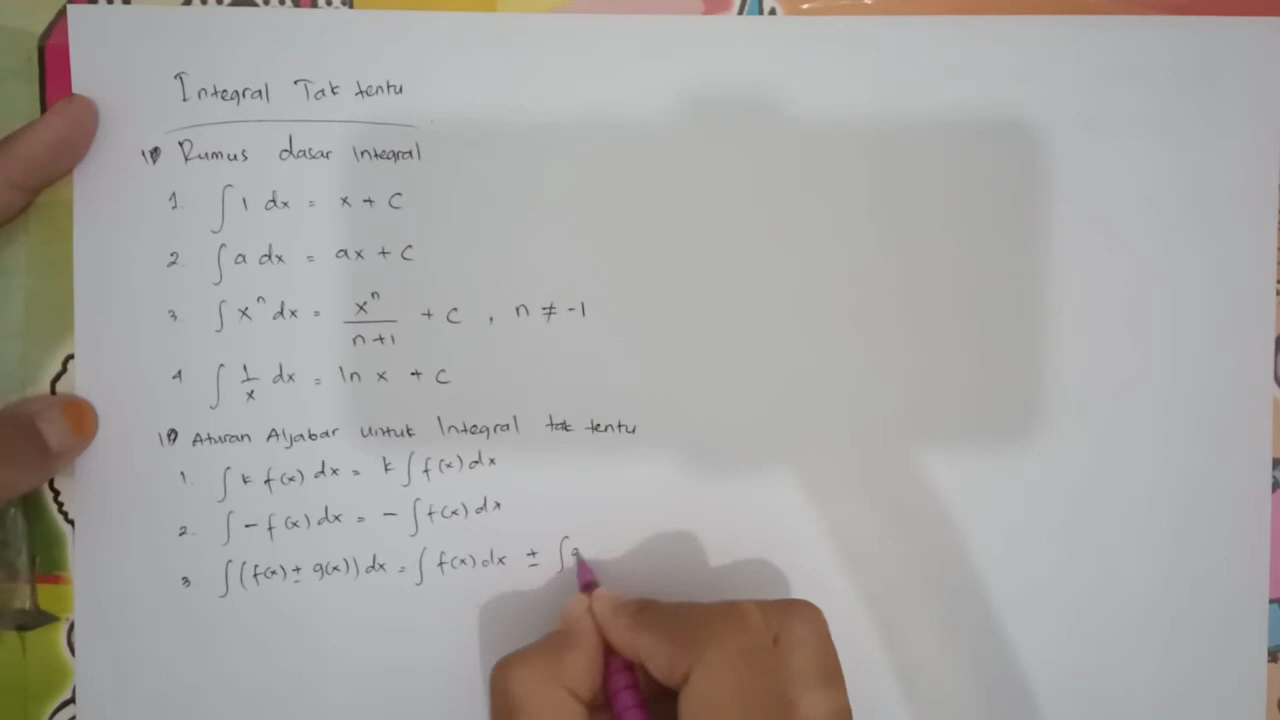 Integral Tak tentu
1) Rumus dasar Integral
1. ∫ 1 dx = x + C
2. ∫ a dx = ax + C
3. ∫ xⁿ dx = xⁿ/(n+1) + C , n ≠ -1
4 ∫ 1/x dx = ln x + C
1) Aturan Aljabar untuk Integral tak tentu
1. ∫ k f(x) dx = k ∫ f(x) dx
2. ∫ - f(x) dx = - ∫ f(x) dx
3 ∫ (f(x) ± g(x)) dx = ∫ f(x) dx ± ∫ g